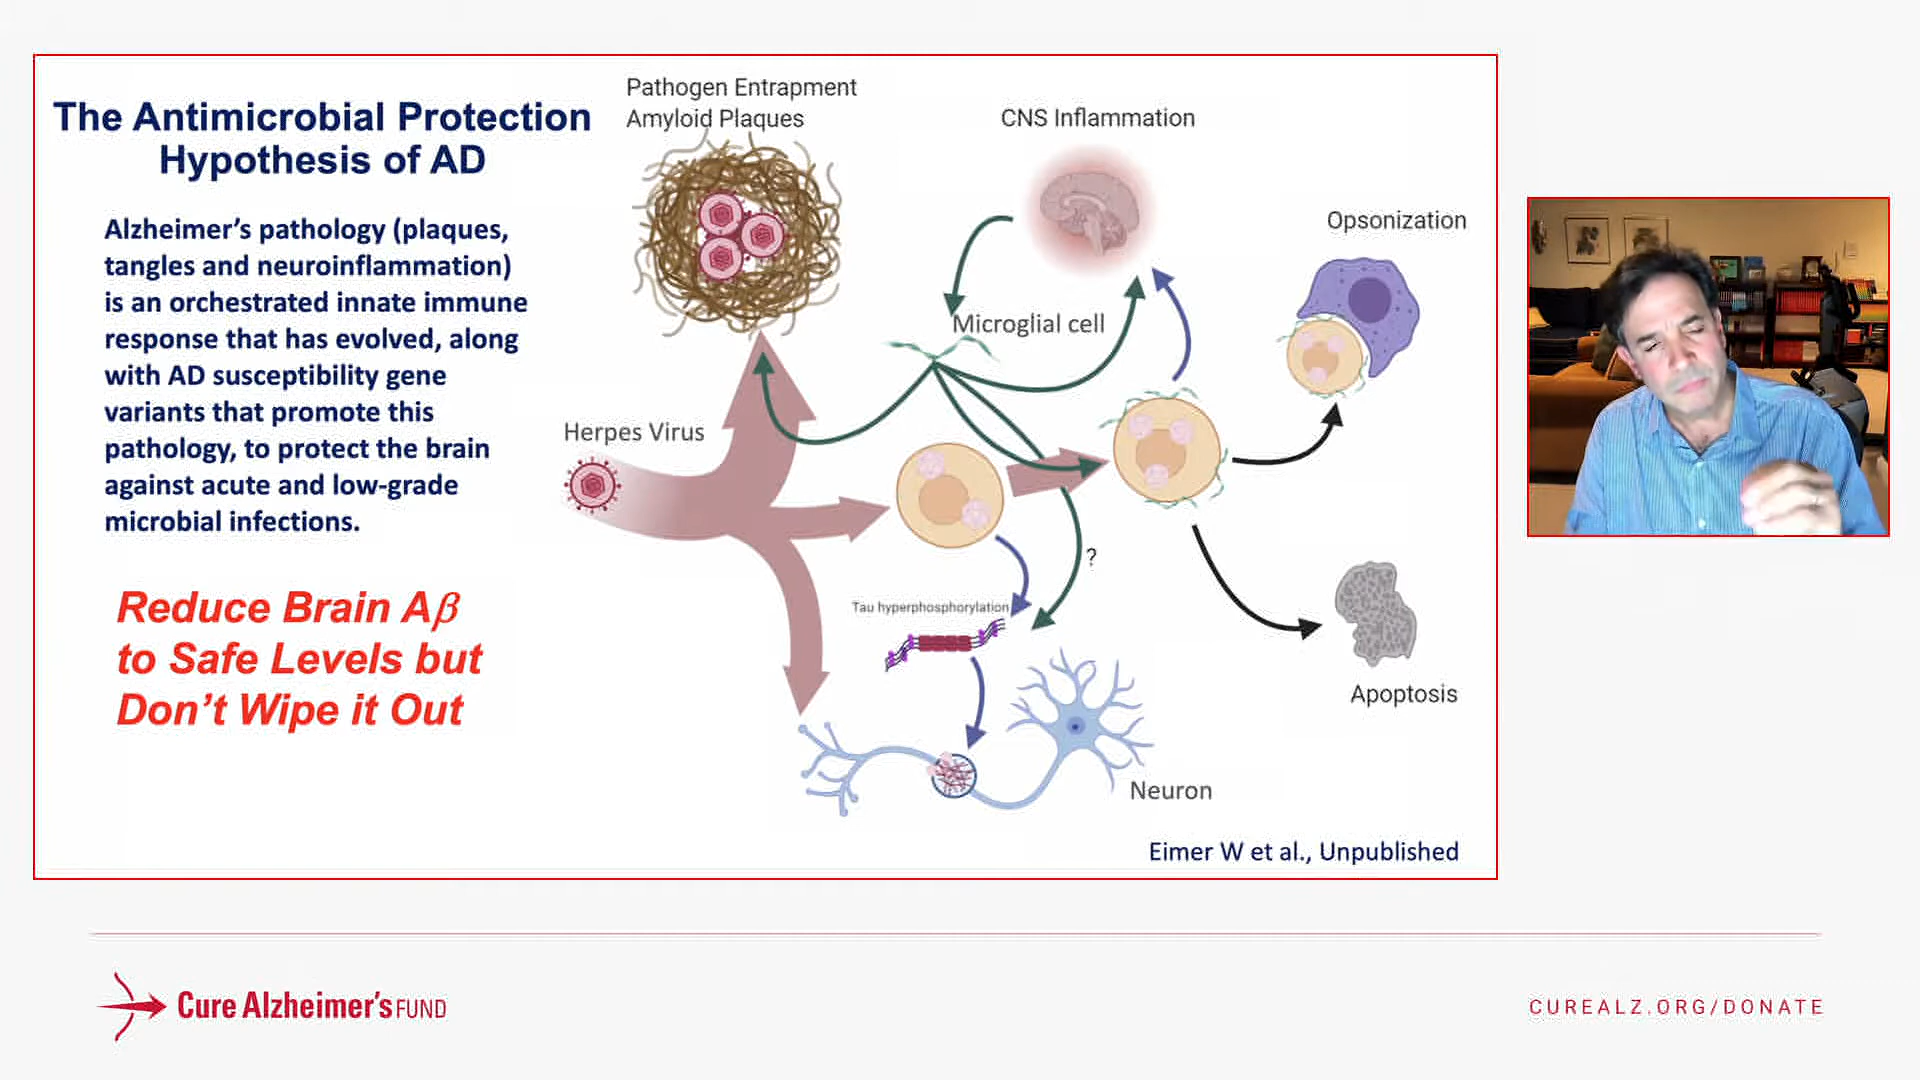 The Antimicrobial Protection
Hypothesis of AD
Alzheimer's pathology (plaques,
tangles and neuroinflammation)
is an orchestrated innate immune
response that has evolved, along
with AD susceptibility gene
variants that promote this
pathology, to protect the brain
against acute and low-grade
microbial infections.
Reduce Brain Aβ
to Safe Levels but
Don't Wipe it Out
Pathogen Entrapment
Amyloid Plaques
CNS Inflammation
Opsonization
Microglial cell
Herpes Virus
?
Tau hyperphosphorylation
Apoptosis
Neuron
Eimer W et al., Unpublished
Cure Alzheimer's FUND
CUREALZ.ORG/DONATE